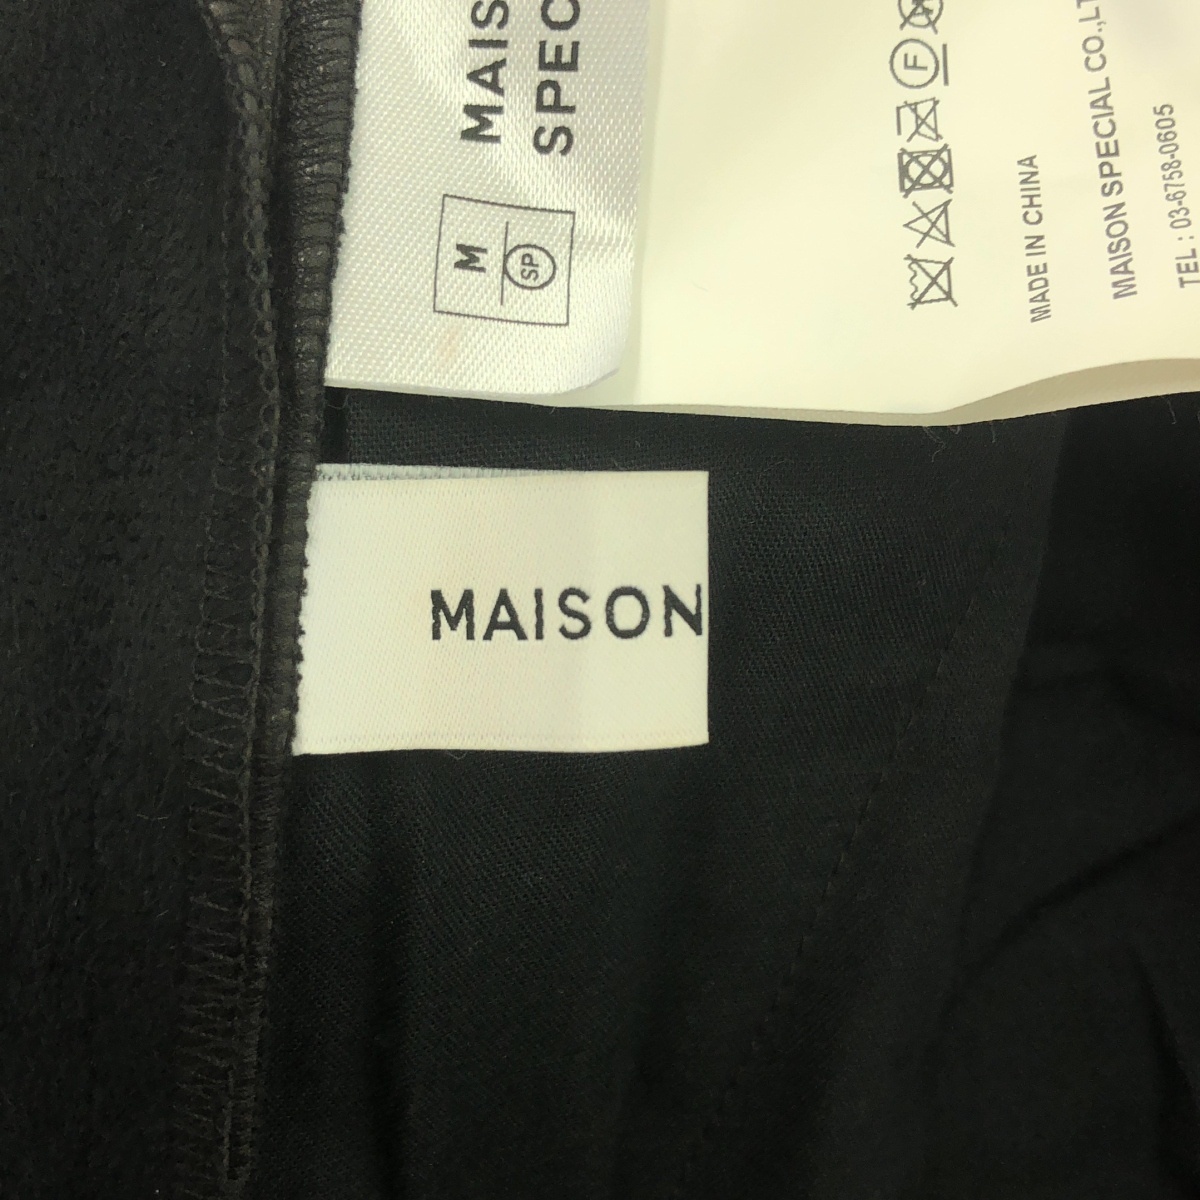 MAIS
SPEC
M
SP
F
MADE IN CHINA
MAISON SPECIAL CO.,LT
TEL : 03-6758-0605
MAISON